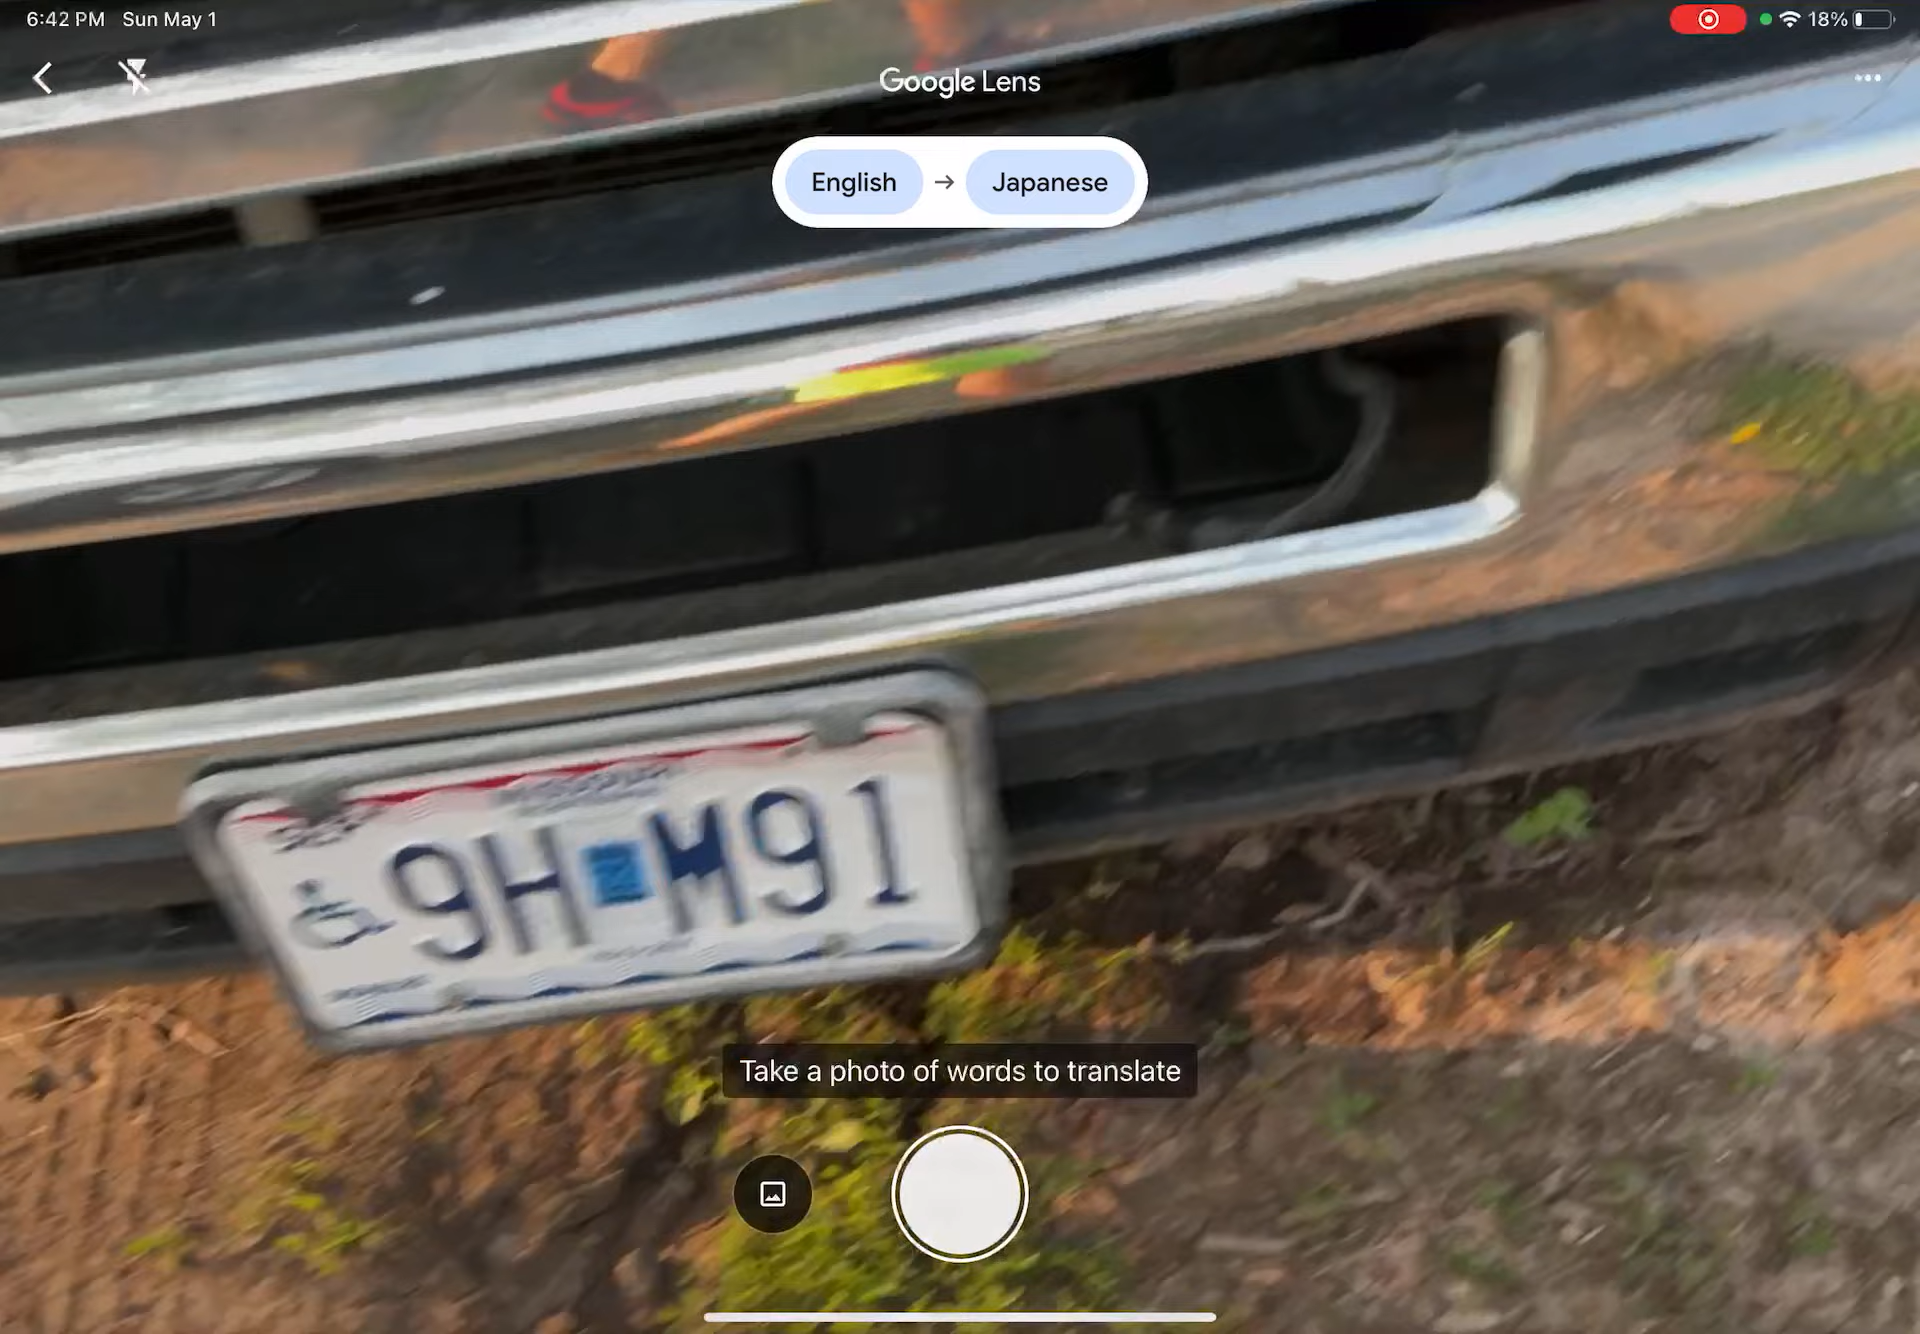 6:42 PM Sun May 1
18%
Google Lens
English → Japanese
9H M91
Take a photo of words to translate